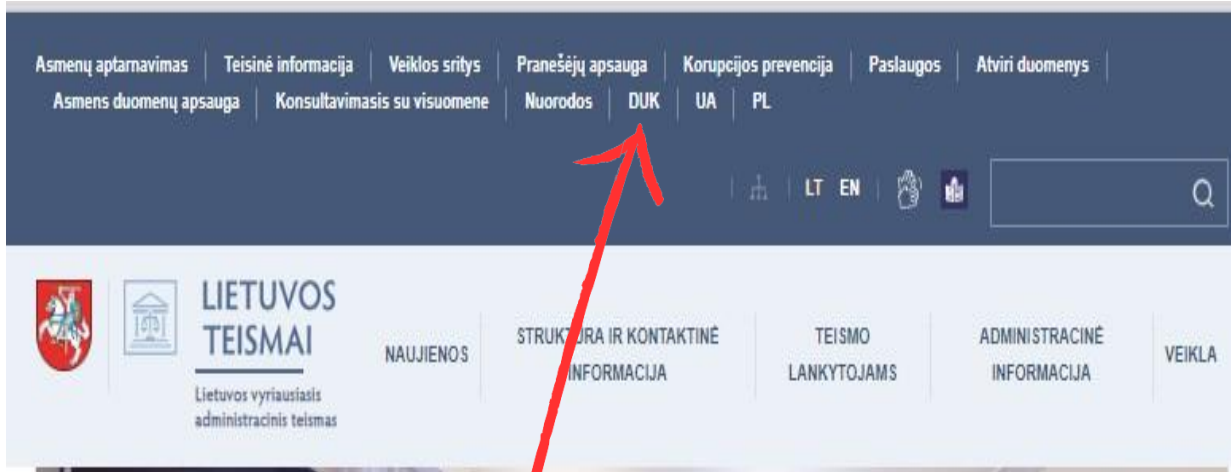 Asmenų aptarnavimas | Teisinė informacija | Veiklos sritys | Pranešėjų apsauga | Korupcijos prevencija | Paslaugos | Atviri duomenys |
Asmens duomenų apsauga | Konsultavimasis su visuomene | Nuorodos | DUK | UA | PL
LT EN
LIETUVOS
TEISMAI
Lietuvos vyriausiasis
administracinis teismas
NAUJIENOS
STRUKTŪRA IR KONTAKTINĖ
INFORMACIJA
TEISMO
LANKYTOJAMS
ADMINISTRACINĖ
INFORMACIJA
VEIKLA